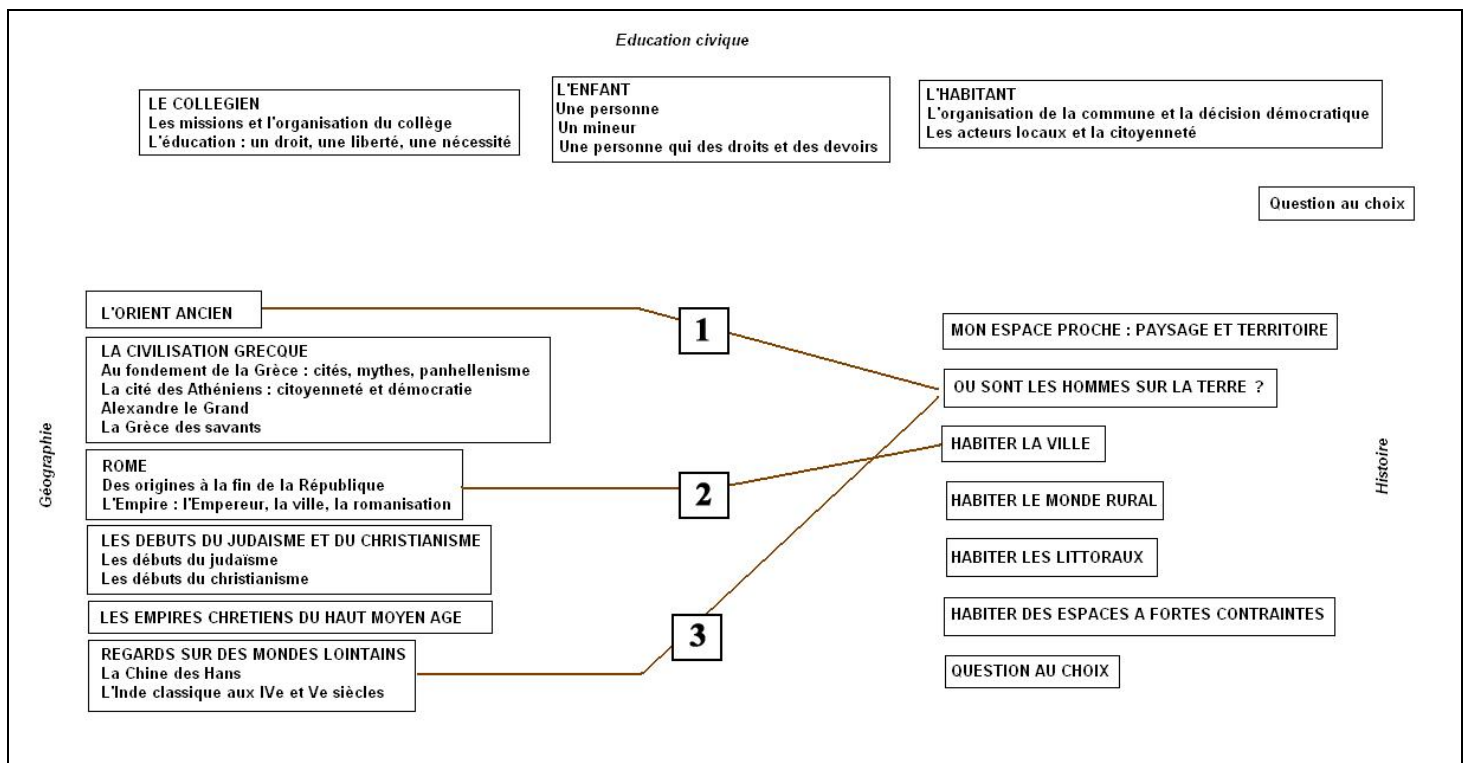 Education civique
LE COLLEGIEN
Les missions et l'organisation du collège
L'éducation : un droit, une liberté, une nécessité
L'ENFANT
Une personne
Un mineur
Une personne qui des droits et des devoirs
L'HABITANT
L'organisation de la commune et la décision démocratique
Les acteurs locaux et la citoyenneté
Question au choix
Géographie
L'ORIENT ANCIEN
LA CIVILISATION GRECQUE
Au fondement de la Grèce : cités, mythes, panhellenisme
La cité des Athéniens : citoyenneté et démocratie
Alexandre le Grand
La Grèce des savants
ROME
Des origines à la fin de la République
L'Empire : l'Empereur, la ville, la romanisation
LES DEBUTS DU JUDAISME ET DU CHRISTIANISME
Les débuts du judaïsme
Les débuts du christianisme
LES EMPIRES CHRETIENS DU HAUT MOYEN AGE
REGARDS SUR DES MONDES LOINTAINS
La Chine des Hans
L'Inde classique aux IVe et Ve siècles
1
2
3
MON ESPACE PROCHE : PAYSAGE ET TERRITOIRE
OU SONT LES HOMMES SUR LA TERRE ?
HABITER LA VILLE
HABITER LE MONDE RURAL
HABITER LES LITTORAUX
HABITER DES ESPACES A FORTES CONTRAINTES
QUESTION AU CHOIX
Histoire